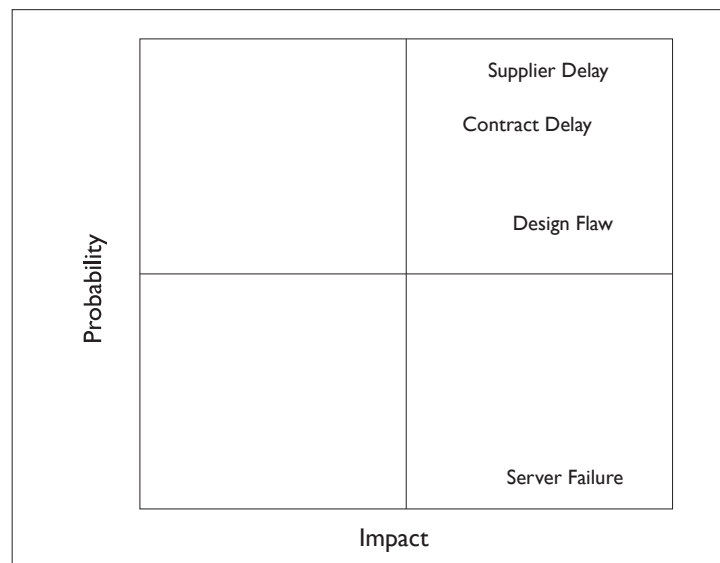 Supplier Delay
Contract Delay
Design Flaw
Probability
Server Failure
Impact